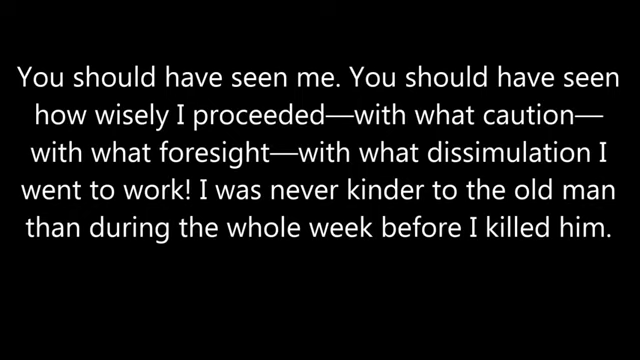 You should have seen me. You should have seen
how wisely I proceeded—with what caution—
with what foresight—with what dissimulation I
went to work! I was never kinder to the old man
than during the whole week before I killed him.